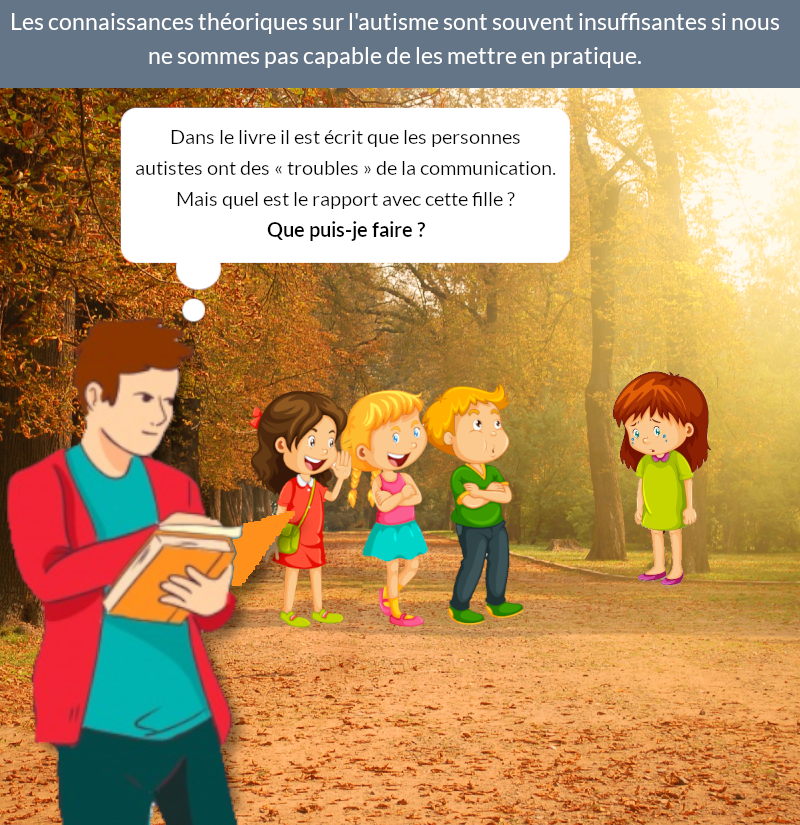 Les connaissances théoriques sur l'autisme sont souvent insuffisantes si nous
ne sommes pas capable de les mettre en pratique.
Dans le livre il est écrit que les personnes
autistes ont des « troubles » de la communication.
Mais quel est le rapport avec cette fille ?
Que puis-je faire ?